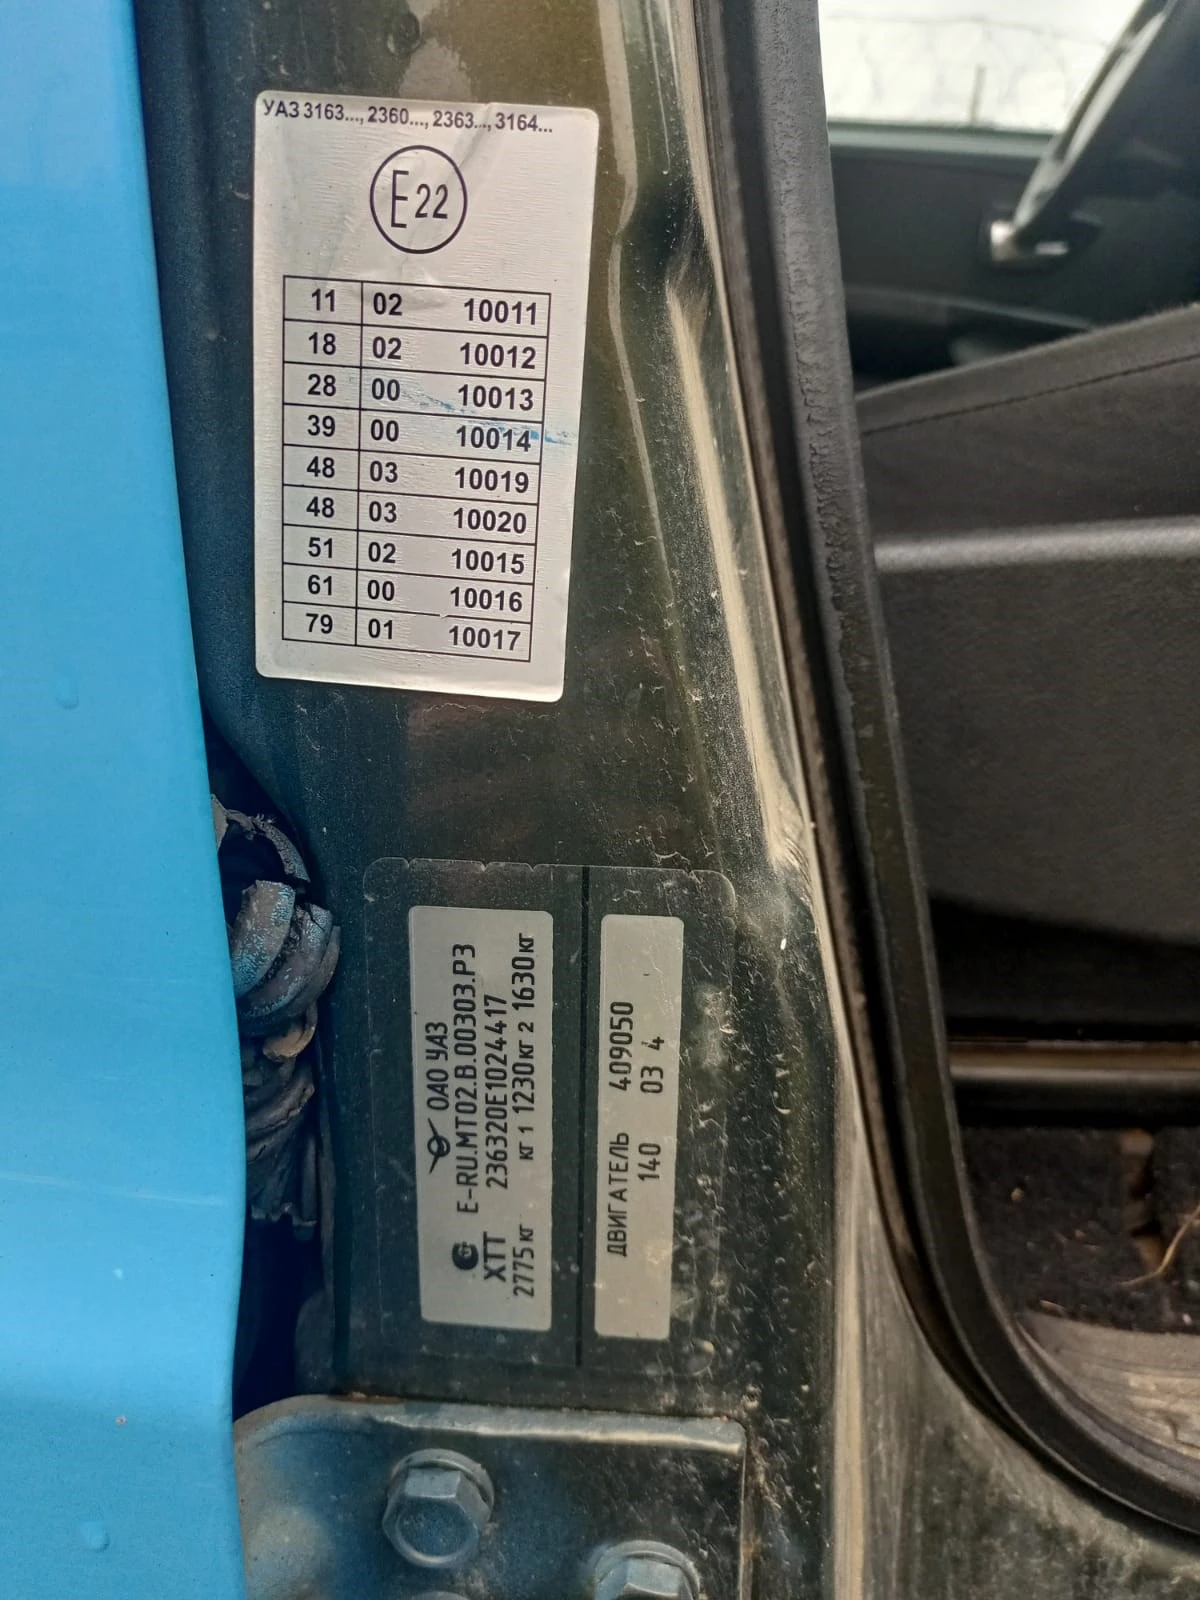 УАЗ 3163..., 2360..., 2363..., 3164...
E22
11 02 10011
18 02 10012
28 00 10013
39 00 10014
48 03 10019
48 03 10020
51 02 10015
61 00 10016
79 01 10017
ОАО УАЗ
E-RU.MT02.B.00303.P3
XTT 236320E1024417
2775 кг кг 1 1230 кг 2 1630 кг
ДВИГАТЕЛЬ 409050
140 03 4